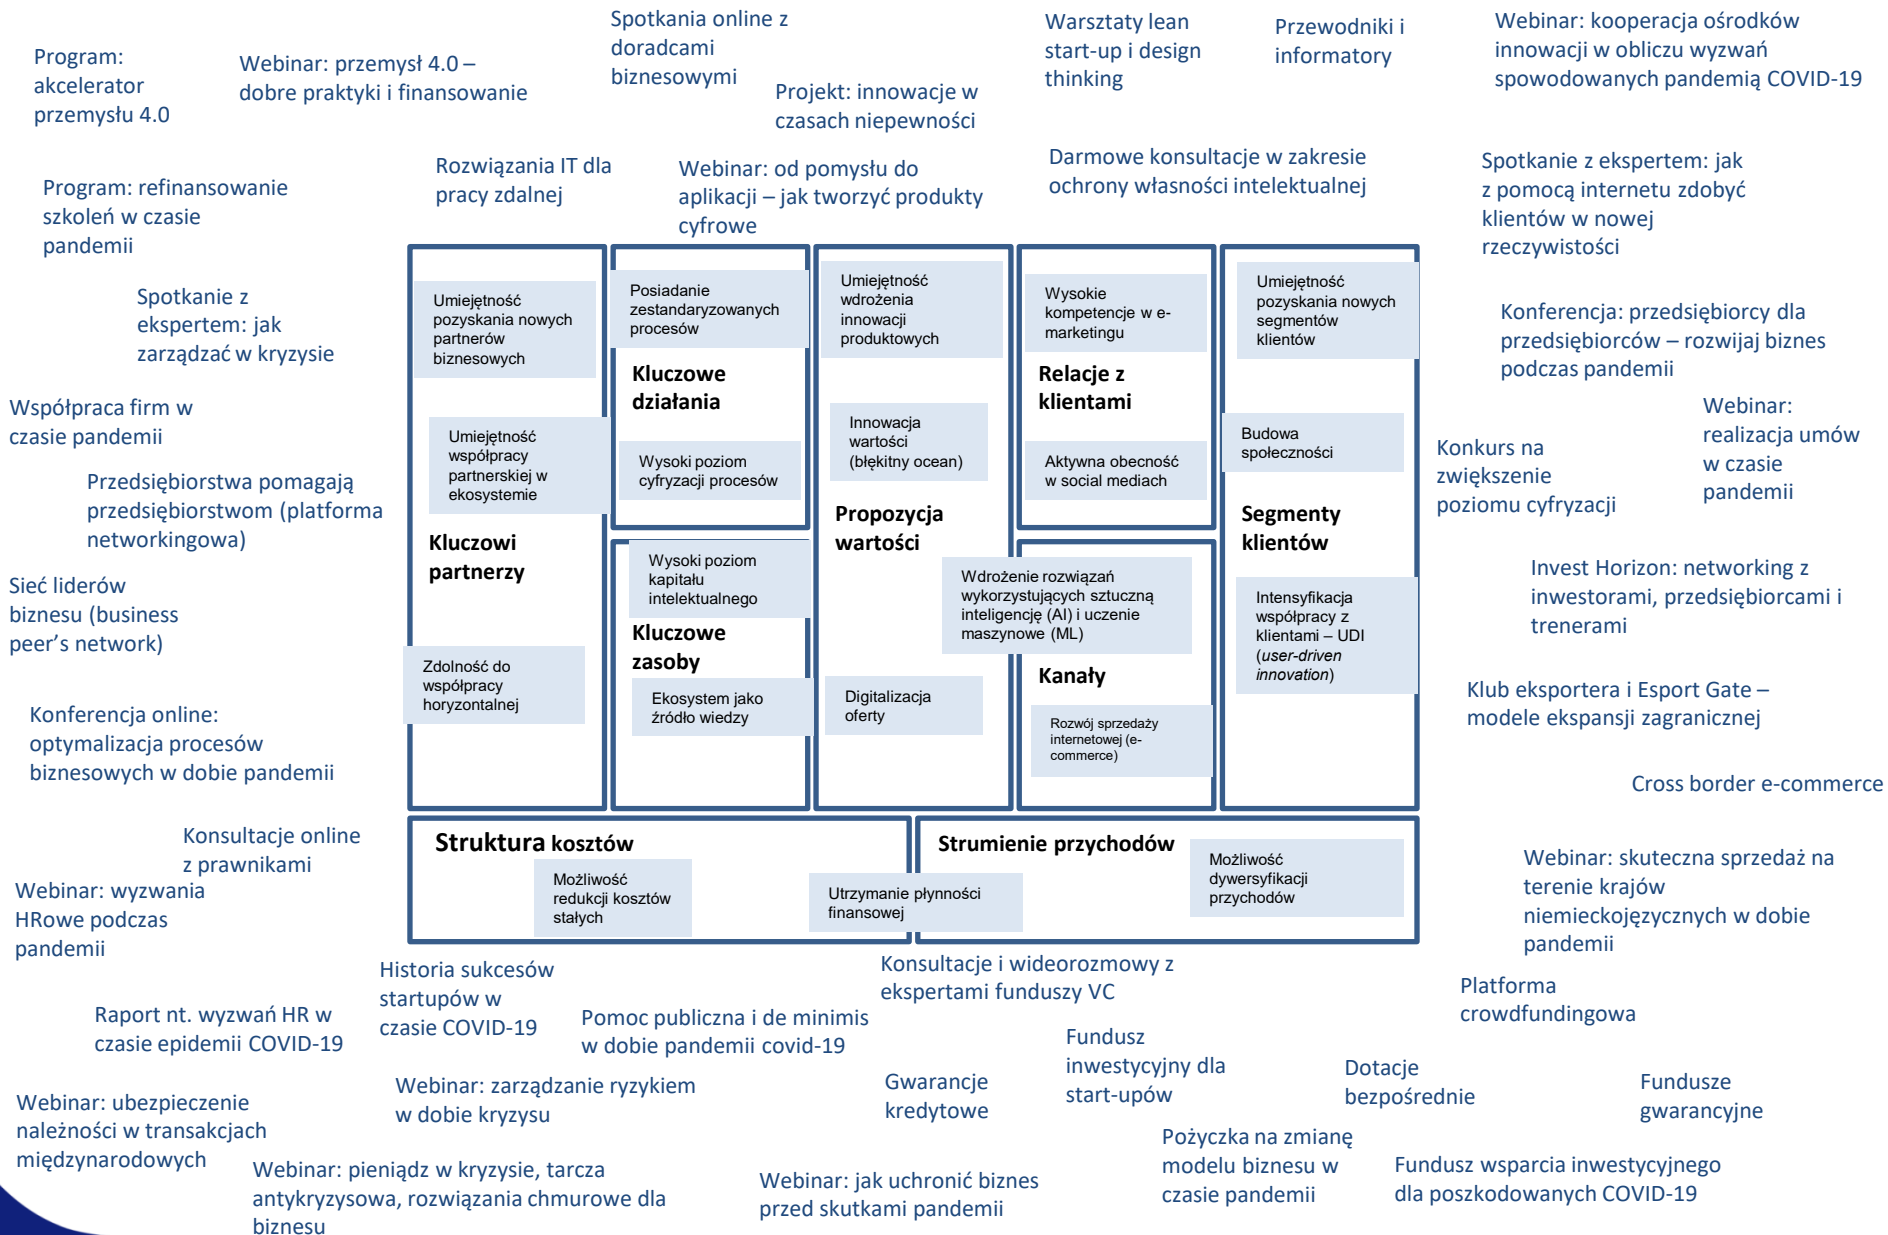 Program:
akcelerator
przemysłu 4.0
Webinar: przemysł 4.0 –
dobre praktyki i finansowanie
Spotkania online z
doradcami
biznesowymi
Projekt: innowacje w
czasach niepewności
Warsztaty lean
start-up i design
thinking
Przewodniki i
informatory
Webinar: kooperacja ośrodków
innowacji w obliczu wyzwań
spowodowanych pandemią COVID-19
Program: refinansowanie
szkoleń w czasie
pandemii
Rozwiązania IT dla
pracy zdalnej
Webinar: od pomysłu do
aplikacji – jak tworzyć produkty
cyfrowe
Darmowe konsultacje w zakresie
ochrony własności intelektualnej
Spotkanie z ekspertem: jak
z pomocą internetu zdobyć
klientów w nowej
rzeczywistości
Spotkanie z
ekspertem: jak
zarządzać w kryzysie
Współpraca firm w
czasie pandemii
Przedsiębiorstwa pomagają
przedsiębiorstwom (platforma
networkingowa)
Sieć liderów
biznesu (business
peer's network)
Konferencja online:
optymalizacja procesów
biznesowych w dobie pandemii
Konsultacje online
z prawnikami
Webinar: wyzwania
HRowe podczas
pandemii
Umiejętność
pozyskania nowych
partnerów
biznesowych
Umiejętność
współpracy
partnerskiej w
ekosystemie
Kluczowi
partnerzy
Zdolność do
współpracy
horyzontalnej
Posiadanie
zestandaryzowanych
procesów
Kluczowe
działania
Wysoki poziom
cyfryzacji procesów
Wysoki poziom
kapitału
intelektualnego
Kluczowe
zasoby
Ekosystem jako
źródło wiedzy
Umiejętność
wdrożenia
innowacji
produktowych
Innowacja
wartości
(błękitny ocean)
Propozycja
wartości
Wdrożenie rozwiązań
wykorzystujących sztuczną
inteligencję (AI) i uczenie
maszynowe (ML)
Digitalizacja
oferty
Wysokie
kompetencje w e-
marketingu
Relacje z
klientami
Aktywna obecność
w social mediach
Kanały
Rozwój sprzedaży
internetowej (e-
commerce)
Umiejętność
pozyskania nowych
segmentów
klientów
Budowa
społeczności
Segmenty
klientów
Intensyfikacja
współpracy z
klientami – UDI
(user-driven
innovation)
Struktura kosztów
Możliwość
redukcji kosztów
stałych
Utrzymanie płynności
finansowej
Strumienie przychodów
Możliwość
dywersyfikacji
przychodów
Konferencja: przedsiębiorcy dla
przedsiębiorców – rozwijaj biznes
podczas pandemii
Webinar:
realizacja umów
w czasie
pandemii
Konkurs na
zwiększenie
poziomu cyfryzacji
Invest Horizon: networking z
inwestorami, przedsiębiorcami i
trenerami
Klub eksportera i Esport Gate –
modele ekspansji zagranicznej
Cross border e-commerce
Webinar: skuteczna sprzedaż na
terenie krajów
niemieckojęzycznych w dobie
pandemii
Platforma
crowdfundingowa
Raport nt. wyzwań HR w
czasie epidemii COVID-19
Historia sukcesów
startupów w
czasie COVID-19
Pomoc publiczna i de minimis
w dobie pandemii covid-19
Konsultacje i wideorozmowy z
ekspertami funduszy VC
Fundusz
inwestycyjny dla
start-upów
Gwarancje
kredytowe
Dotacje
bezpośrednie
Fundusze
gwarancyjne
Webinar: ubezpieczenie
należności w transakcjach
międzynarodowych
Webinar: zarządzanie ryzykiem
w dobie kryzysu
Webinar: pieniądz w kryzysie, tarcza
antykryzysowa, rozwiązania chmurowe dla
biznesu
Webinar: jak uchronić biznes
przed skutkami pandemii
Pożyczka na zmianę
modelu biznesu w
czasie pandemii
Fundusz wsparcia inwestycyjnego
dla poszkodowanych COVID-19